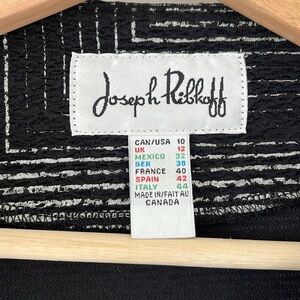 Joseph Ribkoff
CAN/USA 10
UK 12
MEXICO 32
GER 38
FRANCE 40
SPAIN 42
ITALY 44
MADE IN/FAIT AU
CANADA